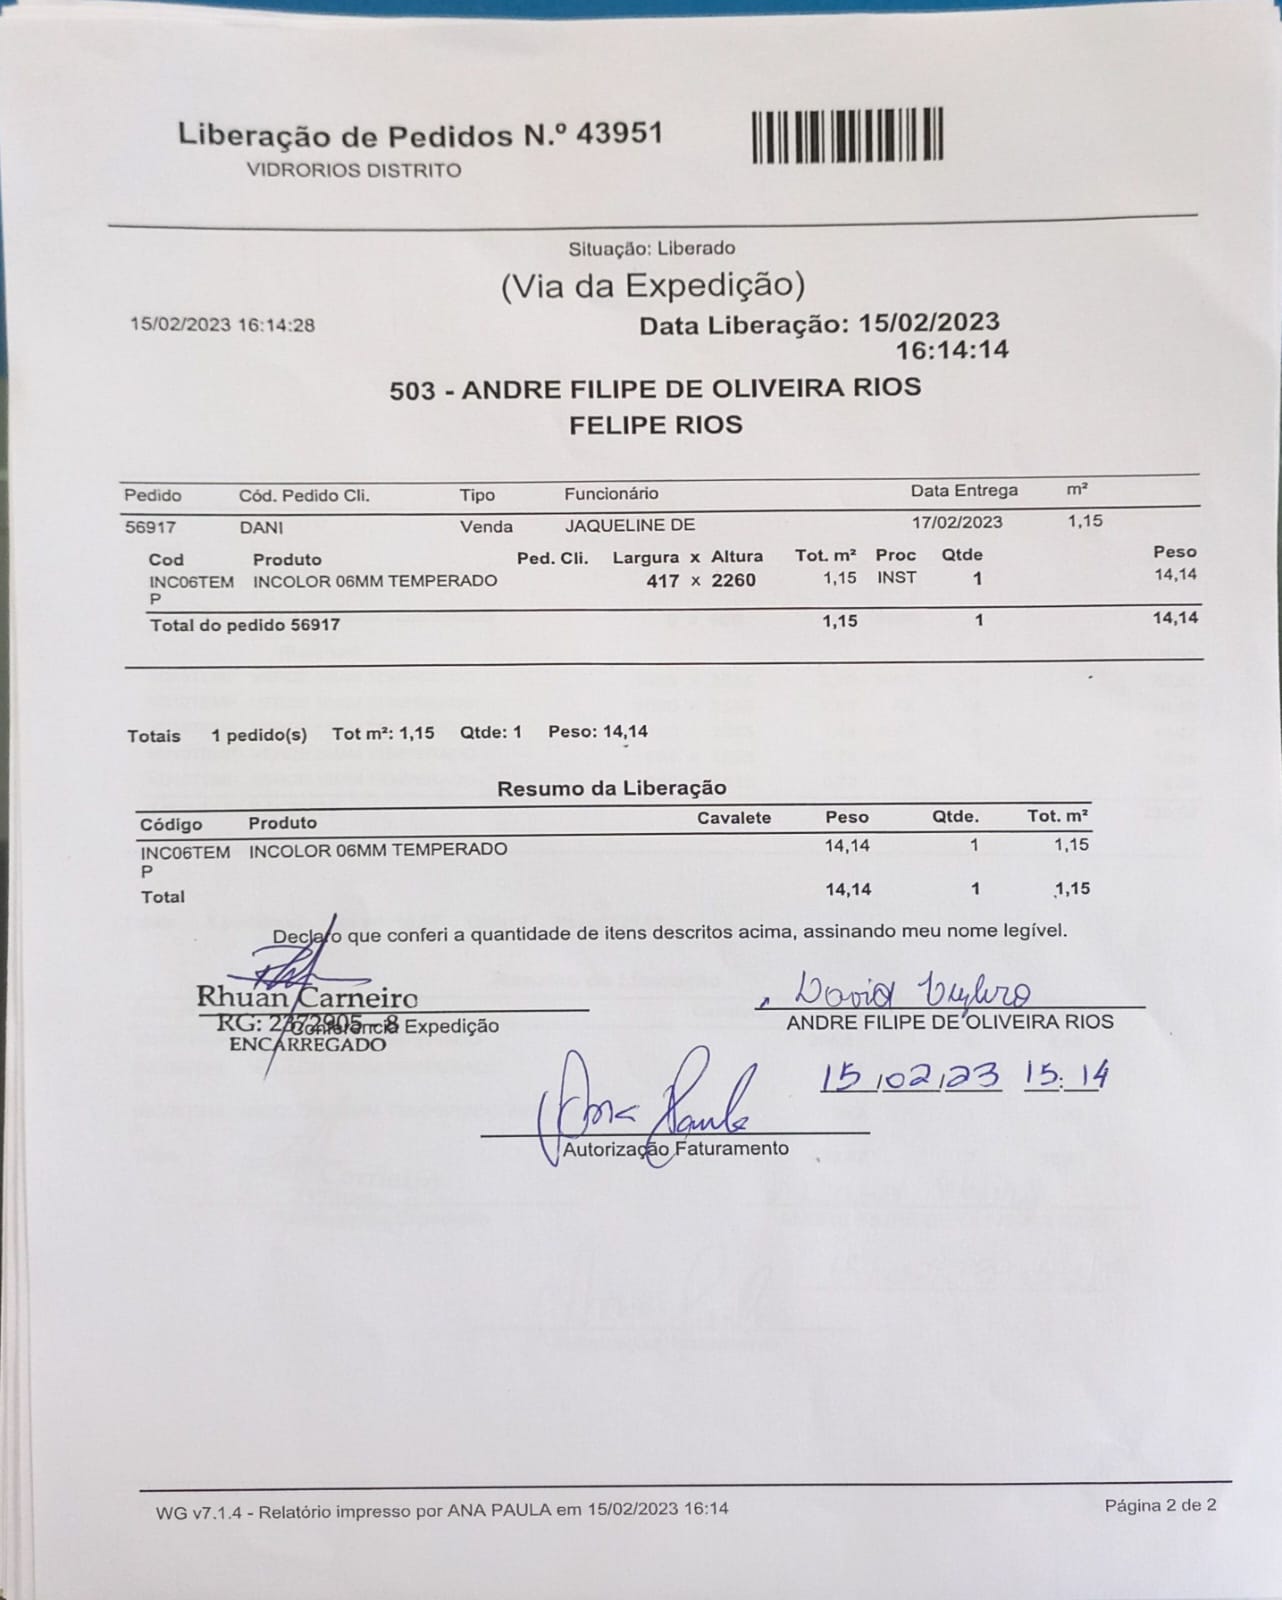 Liberação de Pedidos N.º 43951
VIDRORIOS DISTRITO
Situação: Liberado
(Via da Expedição)
15/02/2023 16:14:28
Data Liberação: 15/02/2023
16:14:14
503 - ANDRE FILIPE DE OLIVEIRA RIOS
FELIPE RIOS
Pedido Cód. Pedido Cli. Tipo Funcionário Data Entrega m²
56917 DANI Venda JAQUELINE DE 17/02/2023 1,15
Cod Produto Ped. Cli. Largura x Altura Tot. m² Proc Qtde Peso
INC06TEM INCOLOR 06MM TEMPERADO 417 x 2260 1,15 INST 1 14,14
P
Total do pedido 56917 1,15 1 14,14
Totais 1 pedido(s) Tot m²: 1,15 Qtde: 1 Peso: 14,14
Resumo da Liberação
Código Produto Cavalete Peso Qtde. Tot. m²
INC06TEM INCOLOR 06MM TEMPERADO 14,14 1 1,15
P
Total 14,14 1 1,15
Declaro que conferi a quantidade de itens descritos acima, assinando meu nome legível.
David
Rhuan Carneiro
RG: 2372905 - 8
Conferência Expedição
ENCARREGADO
ANDRE FILIPE DE OLIVEIRA RIOS
15/02/23 15:14
Ana Paula
Autorização Faturamento
WG v7.1.4 - Relatório impresso por ANA PAULA em 15/02/2023 16:14
Página 2 de 2